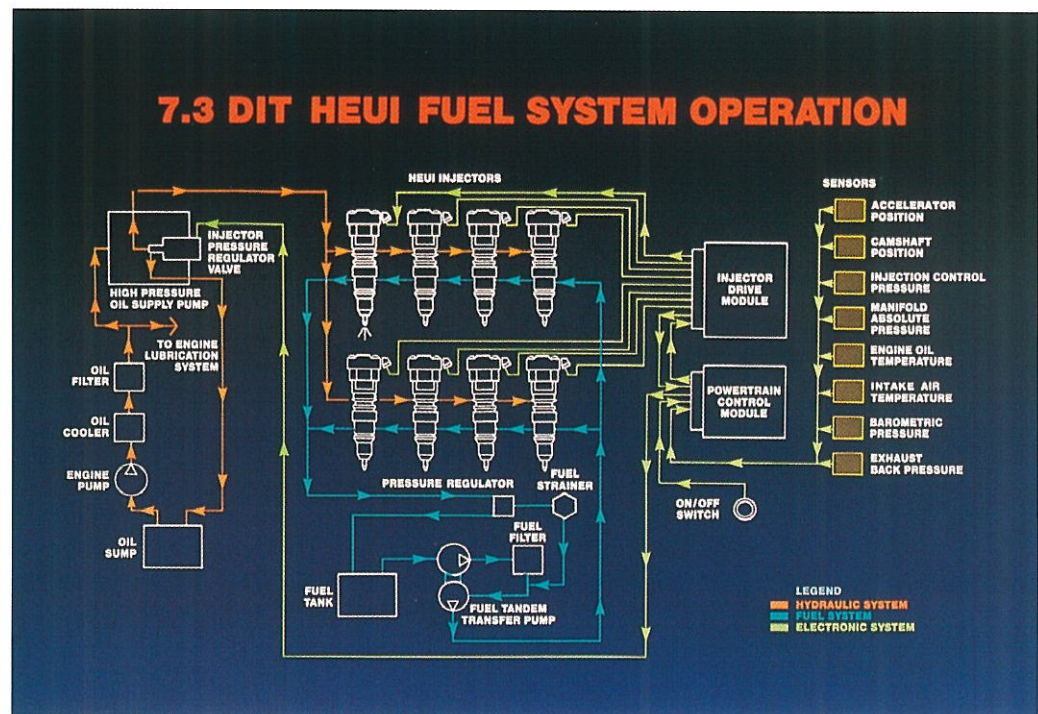 7.3 DIT HEUI FUEL SYSTEM OPERATION
HEUI INJECTORS
INJECTOR
PRESSURE
REGULATOR
VALVE
HIGH PRESSURE
OIL SUPPLY PUMP
TO ENGINE
LUBRICATION
SYSTEM
OIL
FILTER
OIL
COOLER
ENGINE
PUMP
OIL
SUMP
INJECTOR
DRIVE
MODULE
POWERTRAIN
CONTROL
MODULE
SENSORS
ACCELERATOR
POSITION
CAMSHAFT
POSITION
INJECTION CONTROL
PRESSURE
MANIFOLD
ABSOLUTE
PRESSURE
ENGINE OIL
TEMPERATURE
INTAKE AIR
TEMPERATURE
BAROMETRIC
PRESSURE
EXHAUST
BACK PRESSURE
ON/OFF
SWITCH
PRESSURE REGULATOR
FUEL
STRAINER
FUEL
FILTER
FUEL
TANK
FUEL TANDEM
TRANSFER PUMP
LEGEND
HYDRAULIC SYSTEM
FUEL SYSTEM
ELECTRONIC SYSTEM